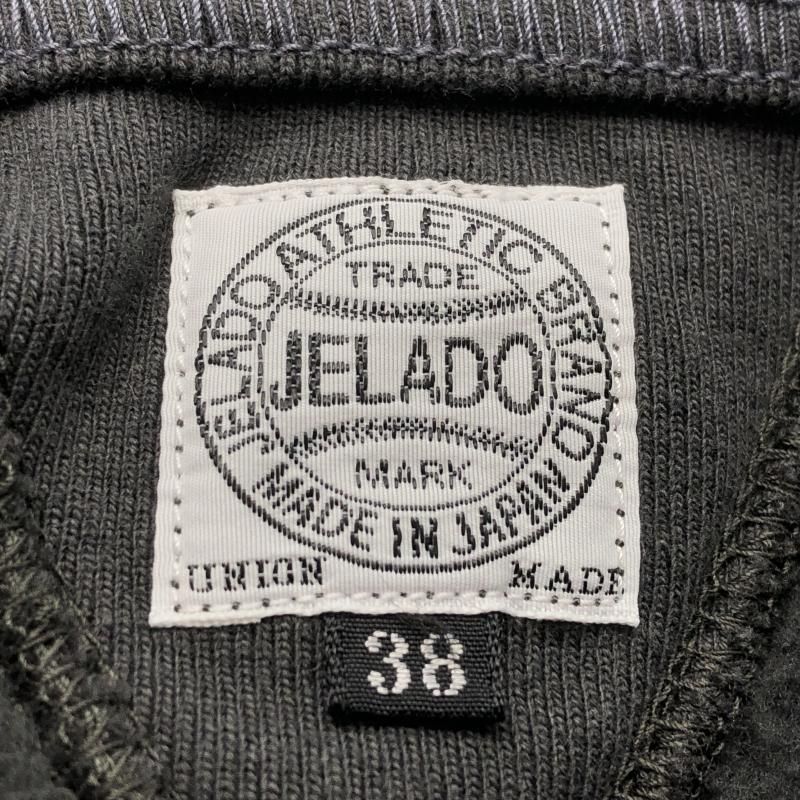 JELADO ATHLETIC BRAND
TRADE
JELADO
MARK
MADE IN JAPAN
UNION MADE
38